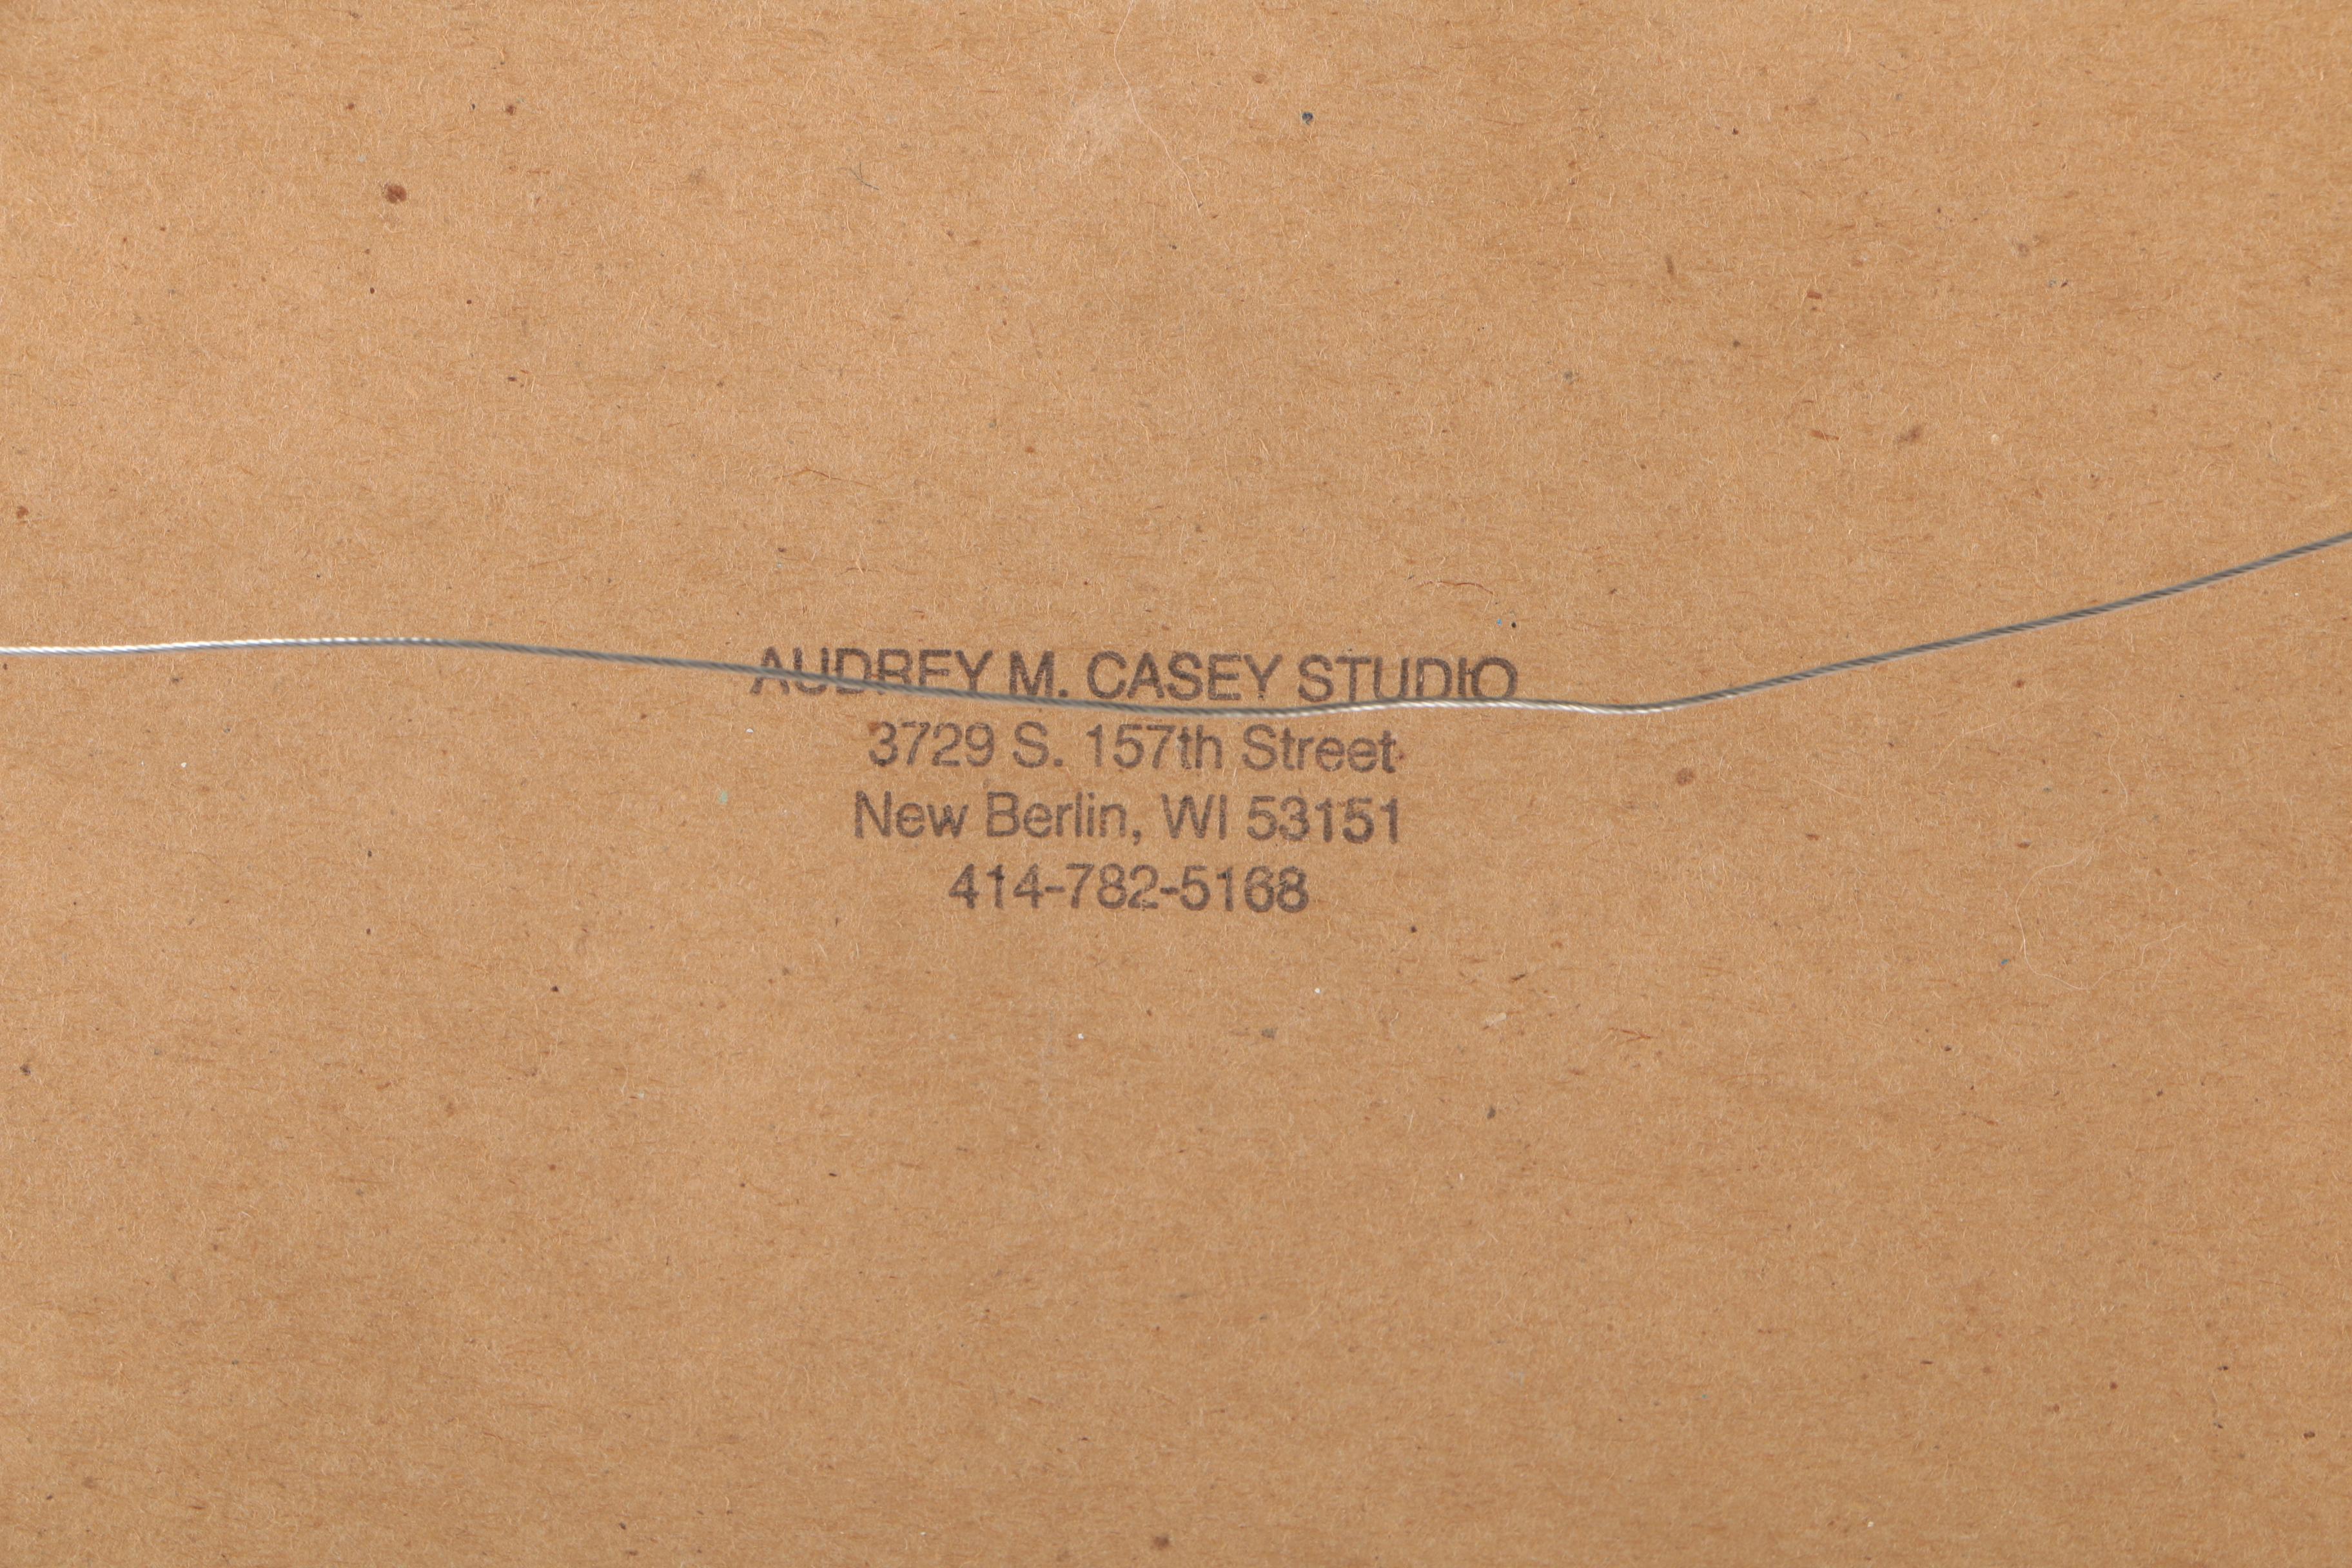 AUDREY M. CASEY STUDIO
3729 S. 157th Street
New Berlin, WI 53151
414-782-5168